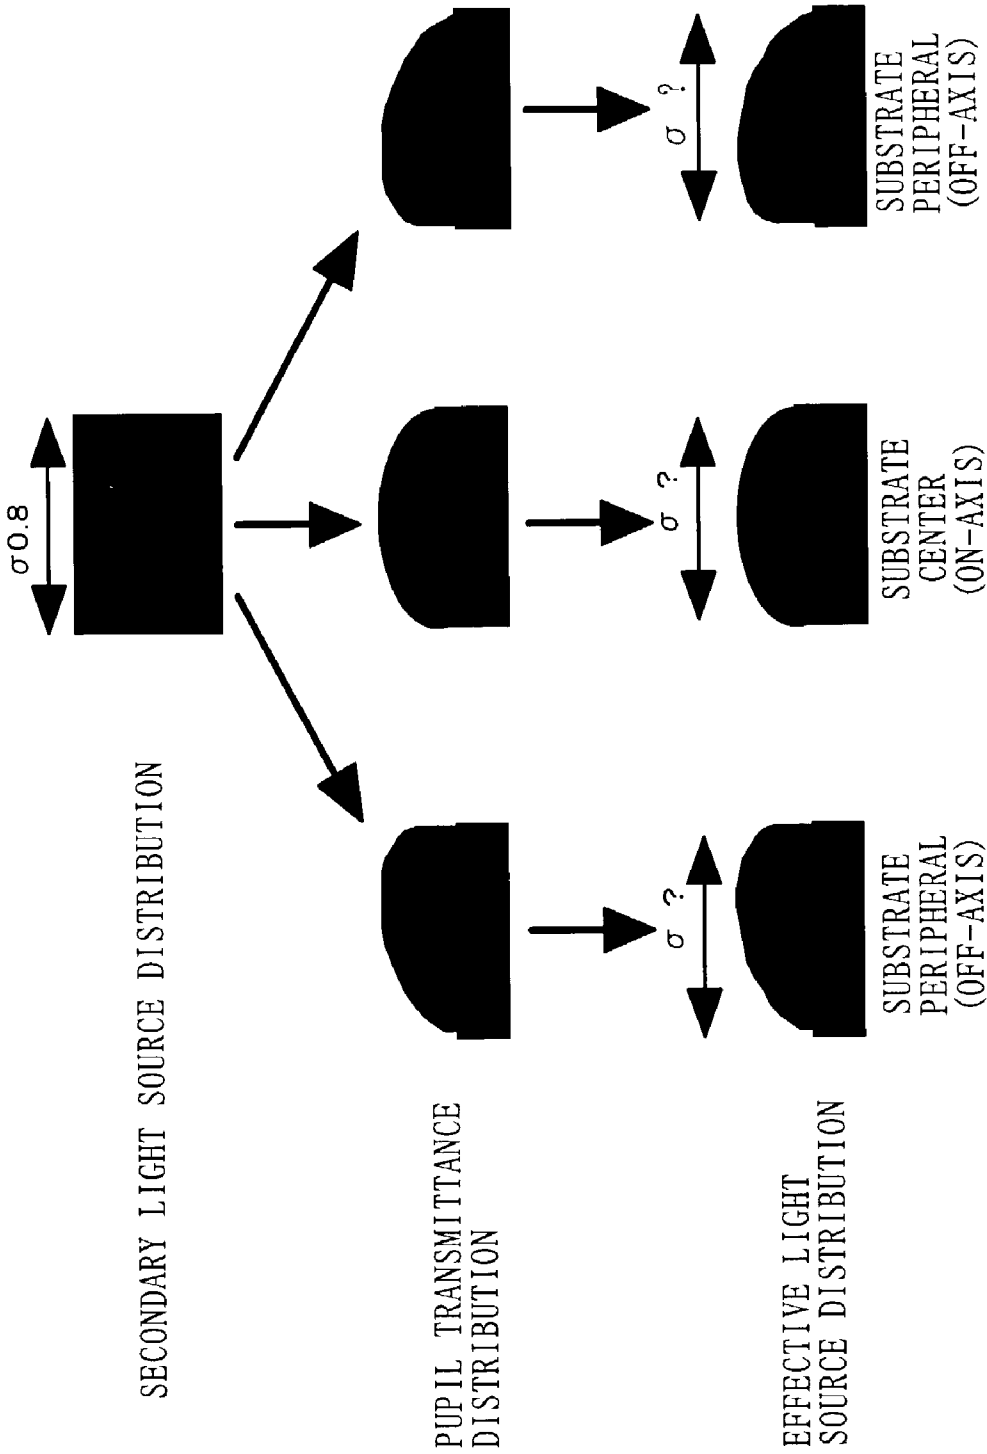 σ0.8
SECONDARY LIGHT SOURCE DISTRIBUTION
PUPIL TRANSMITTANCE
DISTRIBUTION
σ ?
σ ?
σ ?
EFFECTIVE LIGHT
SOURCE DISTRIBUTION
SUBSTRATE
PERIPHERAL
(OFF-AXIS)
SUBSTRATE
CENTER
(ON-AXIS)
SUBSTRATE
PERIPHERAL
(OFF-AXIS)